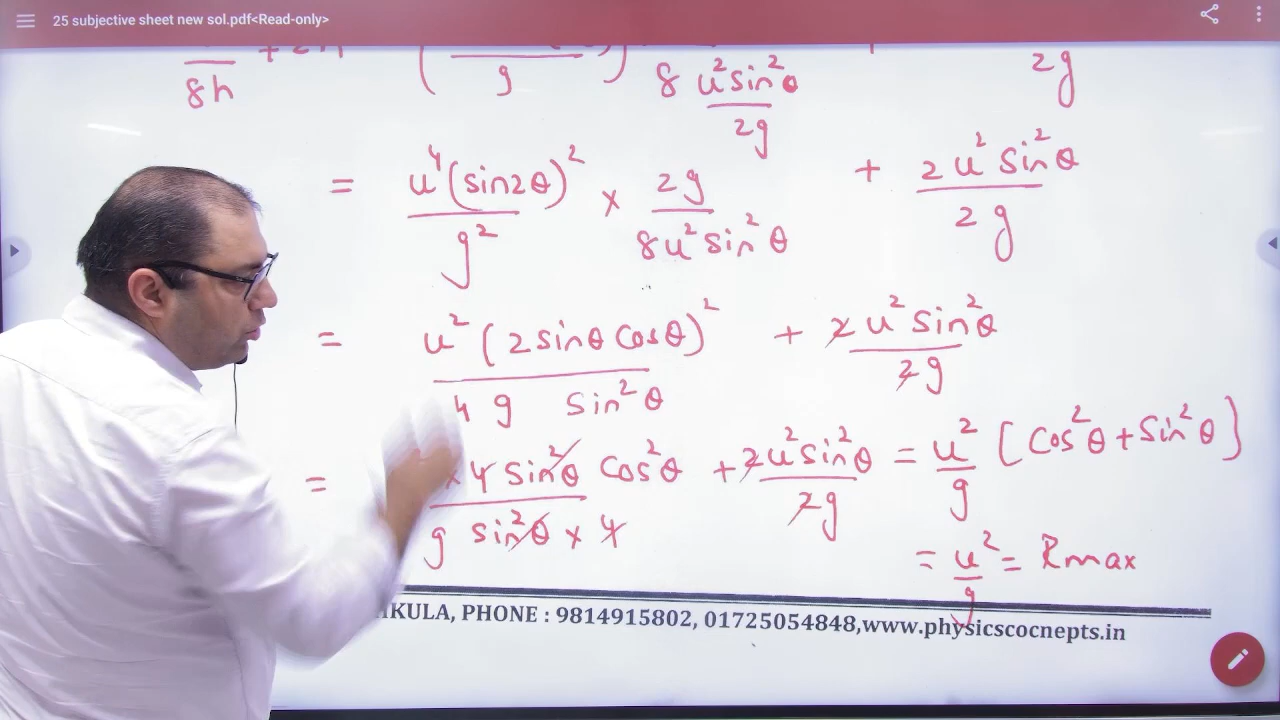 25 subjective sheet new sol.pdf<Read-only>
8h g 8 u²sin²θ 2g 2g
= u⁴(sin2θ)² / g² × 2g / 8u²sin²θ + 2u²sin²θ / 2g
= u²(2sinθ cosθ)² / 4g sin²θ + 2u²sin²θ / 2g
= 4 sin²θ cos²θ / g sin²θ × 4 + 2u²sin²θ / 2g = u²/g [cos²θ + sin²θ]
= u²/g = Rmax
KULA, PHONE : 9814915802, 01725054848,www.physicscocnepts.in